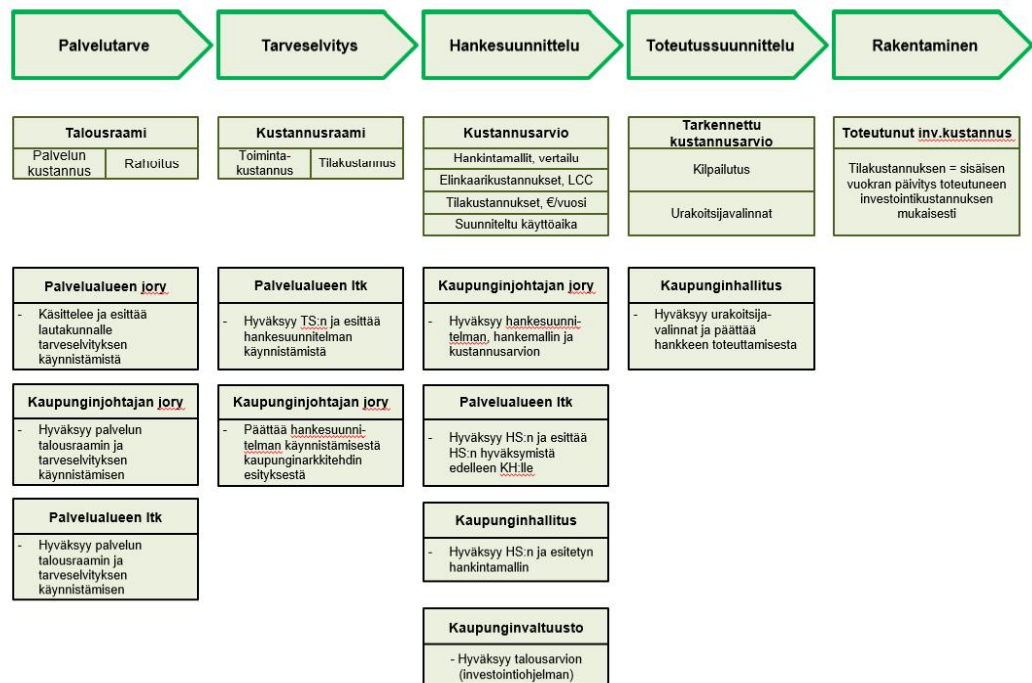 Palvelutarve
Tarveselvitys
Hankesuunnittelu
Toteutussuunnittelu
Rakentaminen
Talousraami
Palvelun
kustannus
Rahoitus
Kustannusraami
Toiminta-
kustannus
Tilakustannus
Kustannusarvio
Hankintamallit, vertailu
Elinkaarikustannukset, LCC
Tilakustannukset, €/vuosi
Suunniteltu käyttöaika
Tarkennettu
kustannusarvio
Kilpailutus
Urakoitsijavalinnat
Toteutunut inv.kustannus
Tilakustannuksen = sisäisen
vuokran päivitys toteutuneen
investointikustannuksen
mukaisesti
Palvelualueen jory
- Käsittelee ja esittää
lautakunnalle
tarveselvityksen
käynnistämistä
Kaupunginjohtajan jory
- Hyväksyy palvelun
talousraamin ja
tarveselvityksen
käynnistämisen
Palvelualueen ltk
- Hyväksyy palvelun
talousraamin ja
tarveselvityksen
käynnistämisen
Palvelualueen ltk
- Hyväksyy TS:n ja esittää
hankesuunnitelman
käynnistämistä
Kaupunginjohtajan jory
- Päättää hankesuunni-
telman käynnistämisestä
kaupunginarkkitehdin
esityksestä
Kaupunginjohtajan jory
- Hyväksyy hankesuunni-
telman, hankemallin ja
kustannusarvion
Palvelualueen ltk
- Hyväksyy HS:n ja esittää
HS:n hyväksymistä
edelleen KH:lle
Kaupunginhallitus
- Hyväksyy HS:n ja esitetyn
hankintamallin
Kaupunginvaltuusto
- Hyväksyy talousarvion
(investointiohjelman)
Kaupunginhallitus
- Hyväksyy urakoitsija-
valinnat ja päättää
hankkeen toteuttamisesta